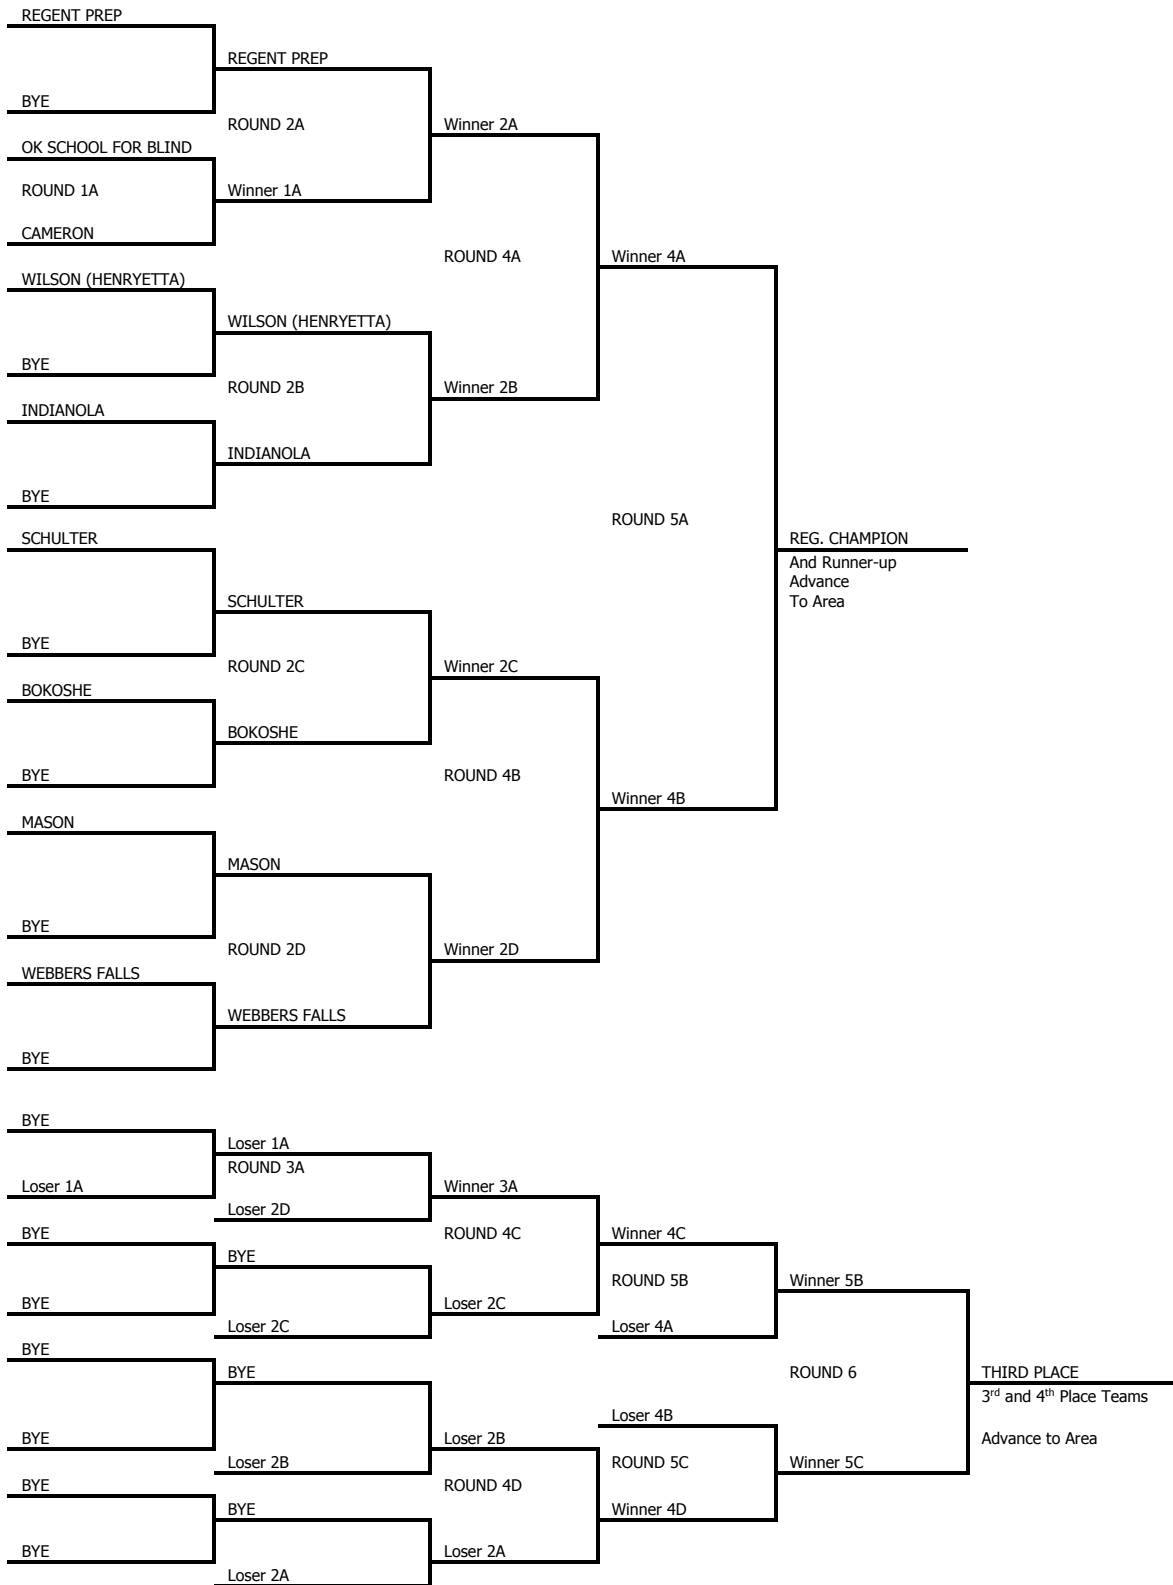 REGENT PREP
REGENT PREP
BYE
ROUND 2A
Winner 2A
OK SCHOOL FOR BLIND
ROUND 1A
Winner 1A
CAMERON
ROUND 4A
Winner 4A
WILSON (HENRYETTA)
WILSON (HENRYETTA)
BYE
ROUND 2B
Winner 2B
INDIANOLA
INDIANOLA
BYE
ROUND 5A
SCHULTER
REG. CHAMPION
And Runner-up
Advance
To Area
SCHULTER
BYE
ROUND 2C
Winner 2C
BOKOSHE
BOKOSHE
BYE
ROUND 4B
Winner 4B
MASON
MASON
BYE
ROUND 2D
Winner 2D
WEBBERS FALLS
WEBBERS FALLS
BYE
BYE
Loser 1A
ROUND 3A
Loser 1A
Winner 3A
Loser 2D
BYE
ROUND 4C
Winner 4C
BYE
ROUND 5B
Winner 5B
BYE
Loser 2C
Loser 2C
Loser 4A
BYE
BYE
ROUND 6
THIRD PLACE
3rd and 4th Place Teams
Loser 4B
BYE
Loser 2B
Advance to Area
Loser 2B
ROUND 5C
Winner 5C
BYE
ROUND 4D
BYE
Winner 4D
BYE
Loser 2A
Loser 2A